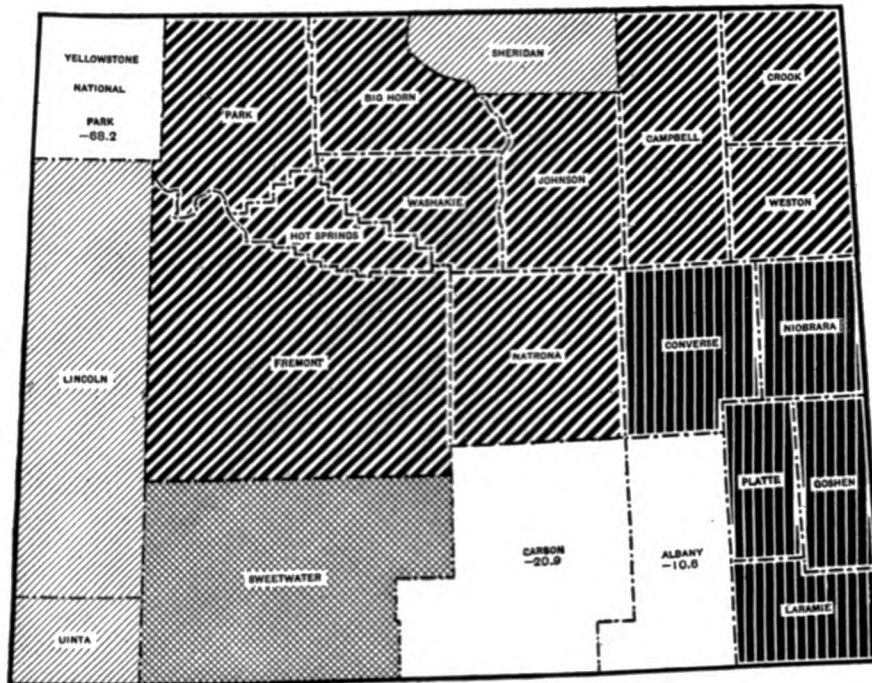 YELLOWSTONE
NATIONAL
PARK
-68.2
PARK
BIG HORN
SHERIDAN
CAMPBELL
CROOK
WASHAKIE
JOHNSON
WESTON
HOT SPRINGS
LINCOLN
FREMONT
NATRONA
CONVERSE
NIOBRARA
PLATTE
GOSHEN
SWEETWATER
CARBON
-20.9
ALBANY
-10.6
LARAMIE
UINTA